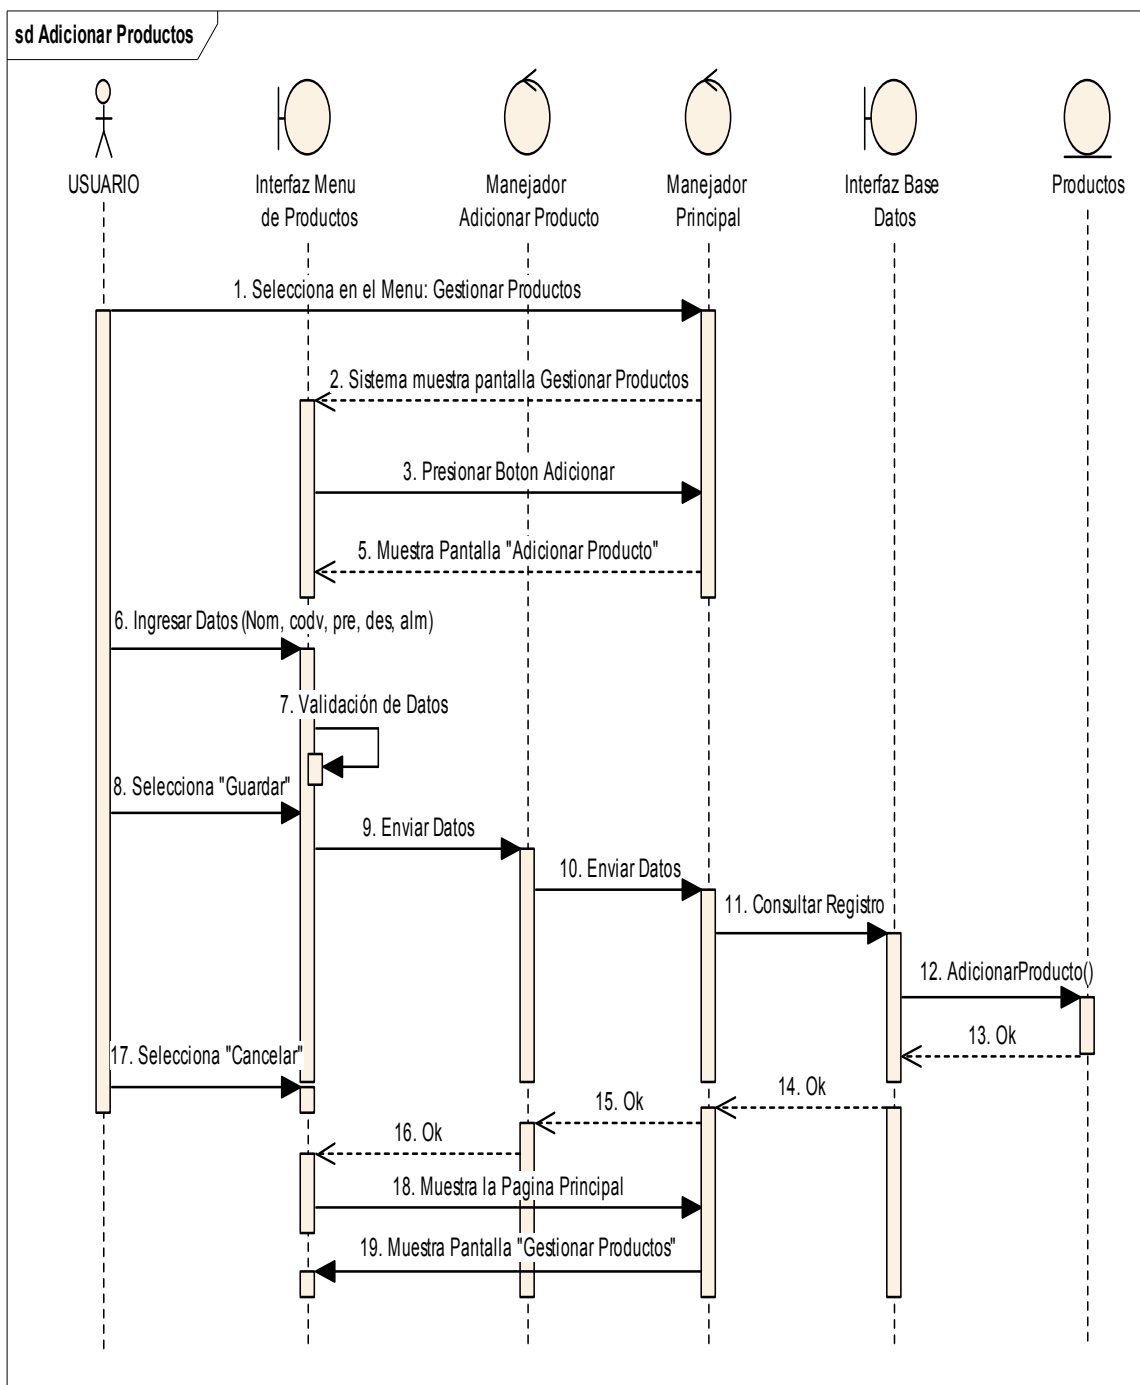 sd Adicionar Productos
USUARIO
Interfaz Menu
de Productos
Manejador
Adicionar Producto
Manejador
Principal
Interfaz Base
Datos
Productos
1. Selecciona en el Menu: Gestionar Productos
2. Sistema muestra pantalla Gestionar Productos
3. Presionar Boton Adicionar
5. Muestra Pantalla "Adicionar Producto"
6. Ingresar Datos (Nom, codv, pre, des, alm)
7. Validación de Datos
8. Selecciona "Guardar"
9. Enviar Datos
10. Enviar Datos
11. Consultar Registro
12. AdicionarProducto()
13. Ok
17. Selecciona "Cancelar"
14. Ok
15. Ok
16. Ok
18. Muestra la Pagina Principal
19. Muestra Pantalla "Gestionar Productos"